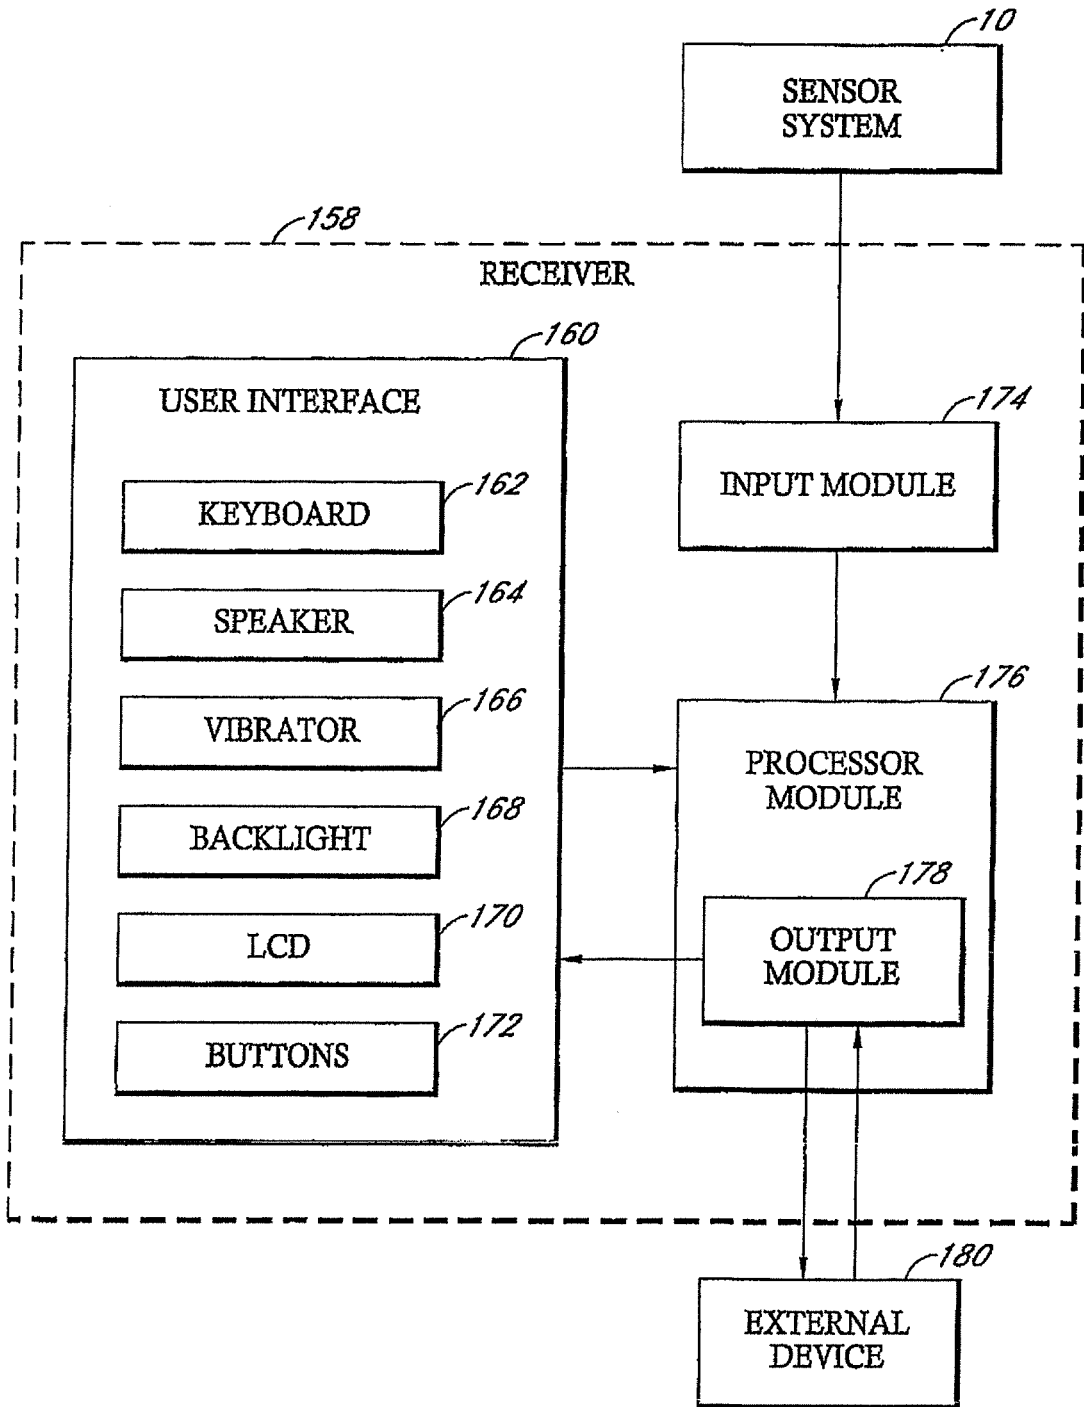 10
SENSOR
SYSTEM
158
RECEIVER
160
USER INTERFACE
174
INPUT MODULE
162
KEYBOARD
164
SPEAKER
166
VIBRATOR
176
PROCESSOR
MODULE
168
BACKLIGHT
178
OUTPUT
MODULE
170
LCD
172
BUTTONS
180
EXTERNAL
DEVICE